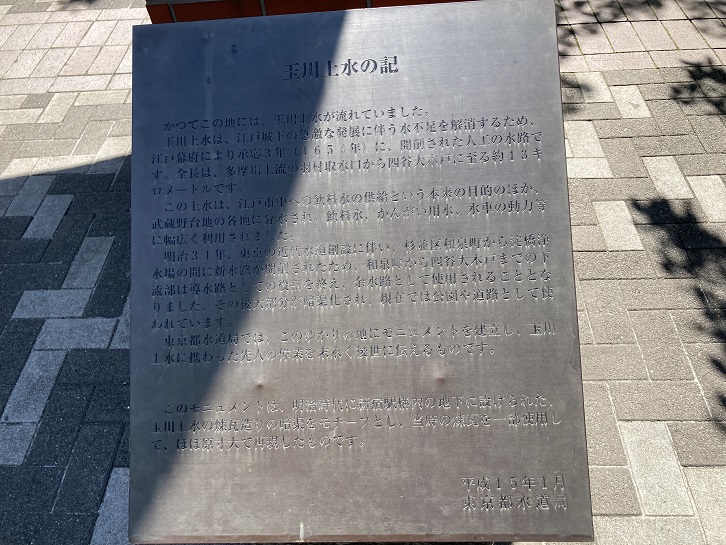 玉川上水の記
かつてこの地には、玉川上水が流れていました。
玉川上水は、江戸城下の急激な発展に伴う水不足を解消するため、
江戸幕府により承応3年(1654年)に、開削された人工の水路で
す。全長は、多摩川上流の羽村取水口から四谷大木戸に至る約43キ
ロメートルです。
この上水は、江戸市中への飲料水の供給という本来の目的のほか、
武蔵野台地の各地に分水され、飲料水、かんがい用水、水車の動力等
に幅広く利用されました。
明治31年、東京の近代水道創設に伴い、杉並区和泉町から淀橋浄
水場の間に新水路が開削されたため、和泉町から四谷大木戸までの下
流部は導水路としての役割を終え、余水路として使用されることとな
りました。その後大部分が暗渠化され、現在では公園や道路として使
われています。
東京都水道局では、このゆかりの地にモニュメントを建立し、玉川
上水に携わった先人の偉業を末永く後世に伝えるものです。
このモニュメントは、明治時代に新宿駅構内の地下に設けられた、
玉川上水の煉瓦造りの暗渠をモチーフとし、当時の煉瓦を一部使用し
て、ほぼ原寸大で再現したものです。
平成15年1月
東京都水道局